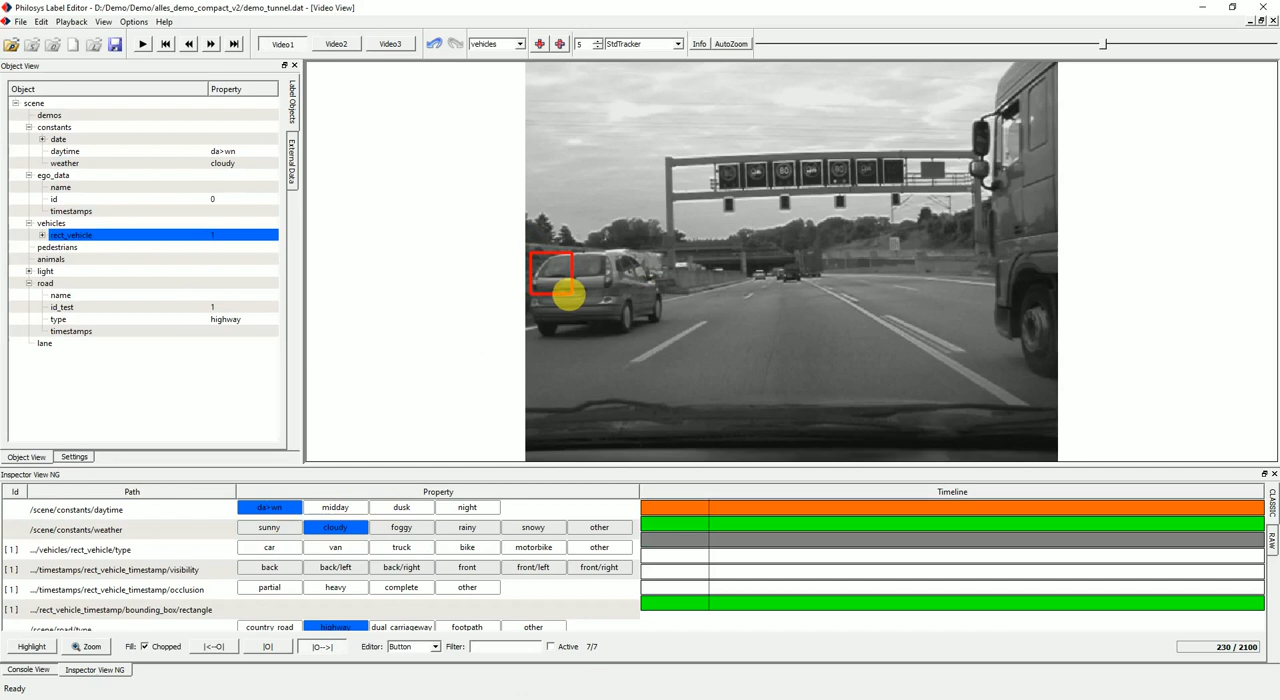 Philosys Label Editor - D:/Demo/Demo/alles_demo_compact_v2/demo_tunnel.dat - [Video View]
File Edit Playback View Options Help
Video1 Video2 Video3 vehicles 5 StdTracker Info AutoZoom
Object View
Object Property
scene
demos
constants
date
daytime da>wn
weather cloudy
ego_data
name
id 0
timestamps
vehicles
rect_vehicle 1
pedestrians
animals
light
road
name
id_test 1
type highway
timestamps
lane
Label Objects
External Data
80
80
Object View Settings
Inspector View NG
Id Path Property Timeline
/scene/constants/daytime da>wn midday dusk night
/scene/constants/weather sunny cloudy foggy rainy snowy other
[ 1 ] .../vehicles/rect_vehicle/type car van truck bike motorbike other
[ 1 ] .../timestamps/rect_vehicle_timestamp/visibility back back/left back/right front front/left front/right
[ 1 ] .../timestamps/rect_vehicle_timestamp/occlusion partial heavy complete other
[ 1 ] .../rect_vehicle_timestamp/bounding_box/rectangle
/scene/road/type country_road highway dual_carriageway footpath other
CLASSIC
RAW
Highlight Zoom Fill: Chopped |<--O| |O| |O-->| Editor: Button Filter: Active 7/7 230 / 2100
Console View Inspector View NG
Ready